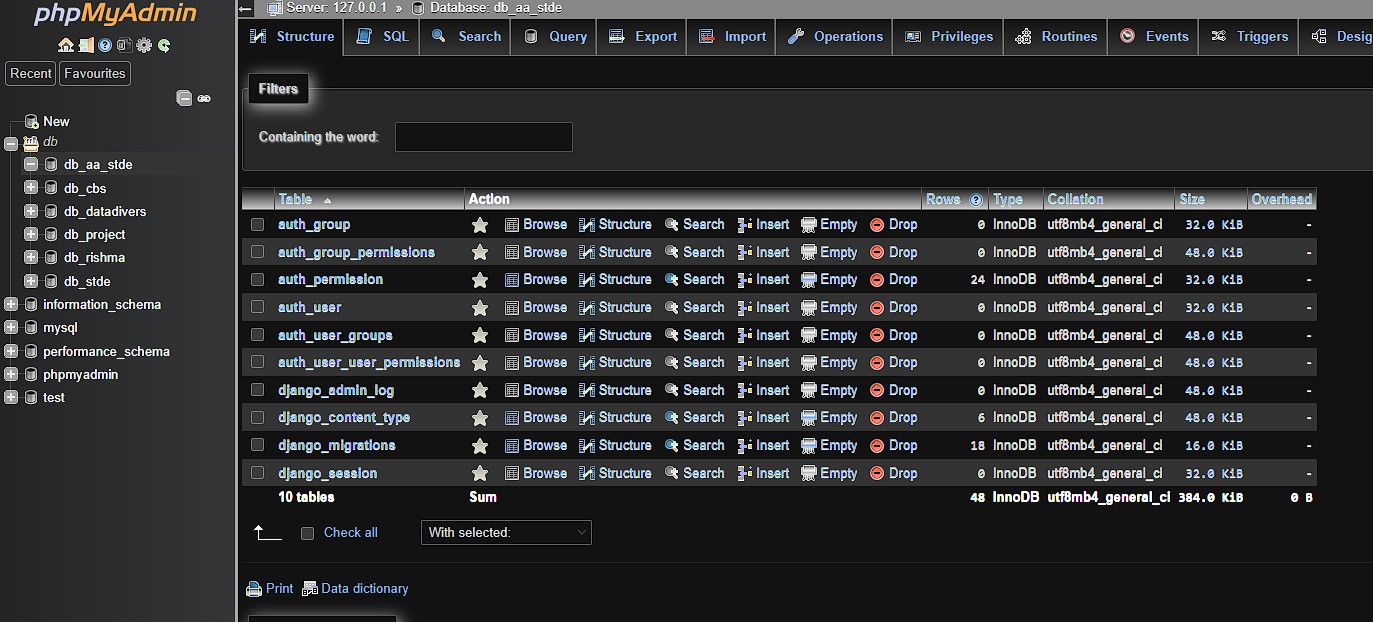 phpMyAdmin
Recent Favourites
New
db
db_aa_stde
db_cbs
db_datadivers
db_project
db_rishma
db_stde
information_schema
mysql
performance_schema
phpmyadmin
test
Server: 127.0.0.1 » Database: db_aa_stde
Structure SQL Search Query Export Import Operations Privileges Routines Events Triggers Desig
Filters
Containing the word:
Table Action Rows Type Collation Size Overhead
auth_group Browse Structure Search Insert Empty Drop 0 InnoDB utf8mb4_general_ci 32.0 KiB -
auth_group_permissions Browse Structure Search Insert Empty Drop 0 InnoDB utf8mb4_general_ci 48.0 KiB -
auth_permission Browse Structure Search Insert Empty Drop 24 InnoDB utf8mb4_general_ci 32.0 KiB -
auth_user Browse Structure Search Insert Empty Drop 0 InnoDB utf8mb4_general_ci 32.0 KiB -
auth_user_groups Browse Structure Search Insert Empty Drop 0 InnoDB utf8mb4_general_ci 48.0 KiB -
auth_user_user_permissions Browse Structure Search Insert Empty Drop 0 InnoDB utf8mb4_general_ci 48.0 KiB -
django_admin_log Browse Structure Search Insert Empty Drop 0 InnoDB utf8mb4_general_ci 48.0 KiB -
django_content_type Browse Structure Search Insert Empty Drop 6 InnoDB utf8mb4_general_ci 48.0 KiB -
django_migrations Browse Structure Search Insert Empty Drop 18 InnoDB utf8mb4_general_ci 16.0 KiB -
django_session Browse Structure Search Insert Empty Drop 0 InnoDB utf8mb4_general_ci 32.0 KiB -
10 tables Sum 48 InnoDB utf8mb4_general_ci 384.0 KiB 0 B
Check all With selected:
Print Data dictionary